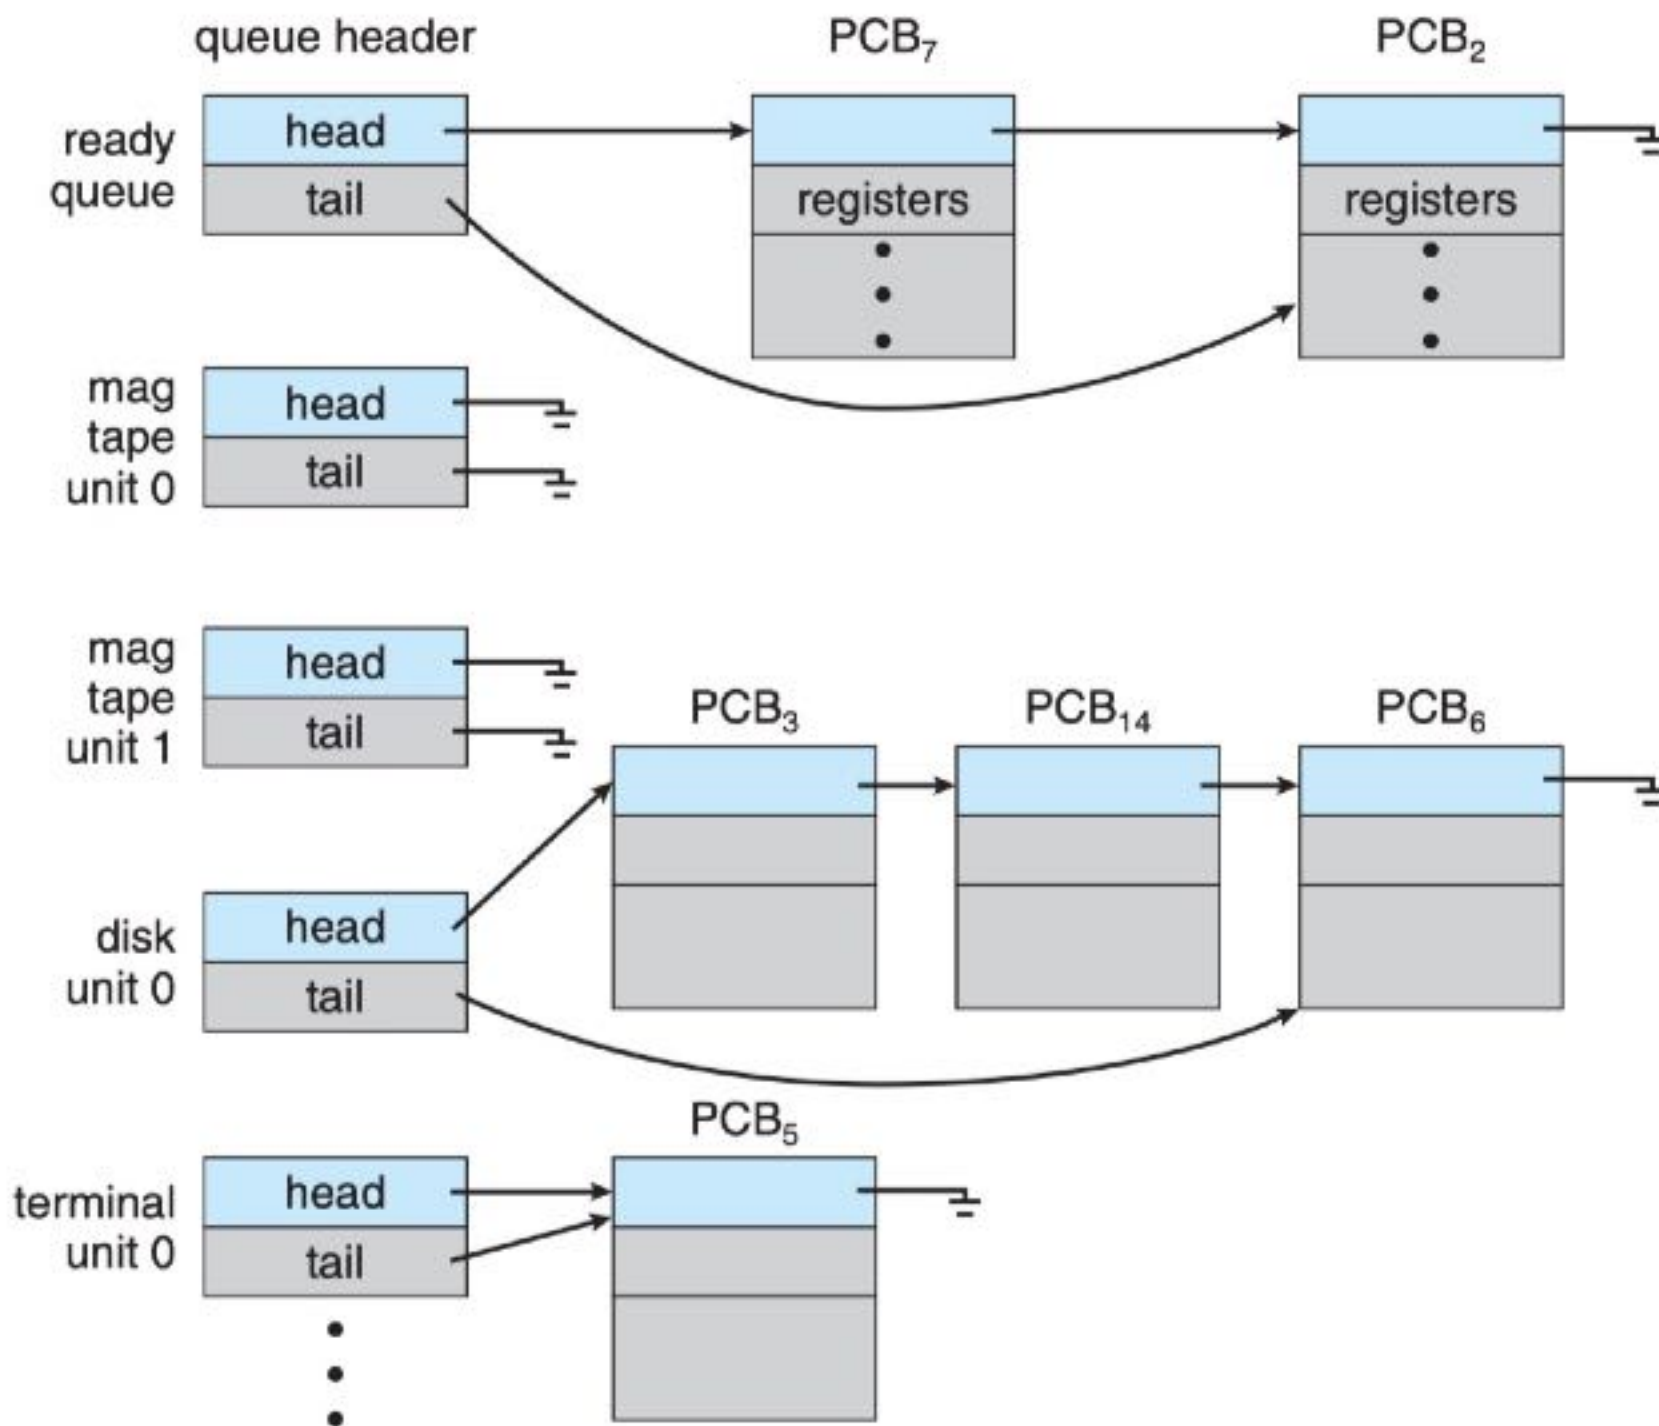 queue header
PCB₇
PCB₂
ready
queue
head
tail
registers
registers
mag
tape
unit 0
head
tail
mag
tape
unit 1
head
tail
PCB₃
PCB₁₄
PCB₆
disk
unit 0
head
tail
PCB₅
terminal
unit 0
head
tail